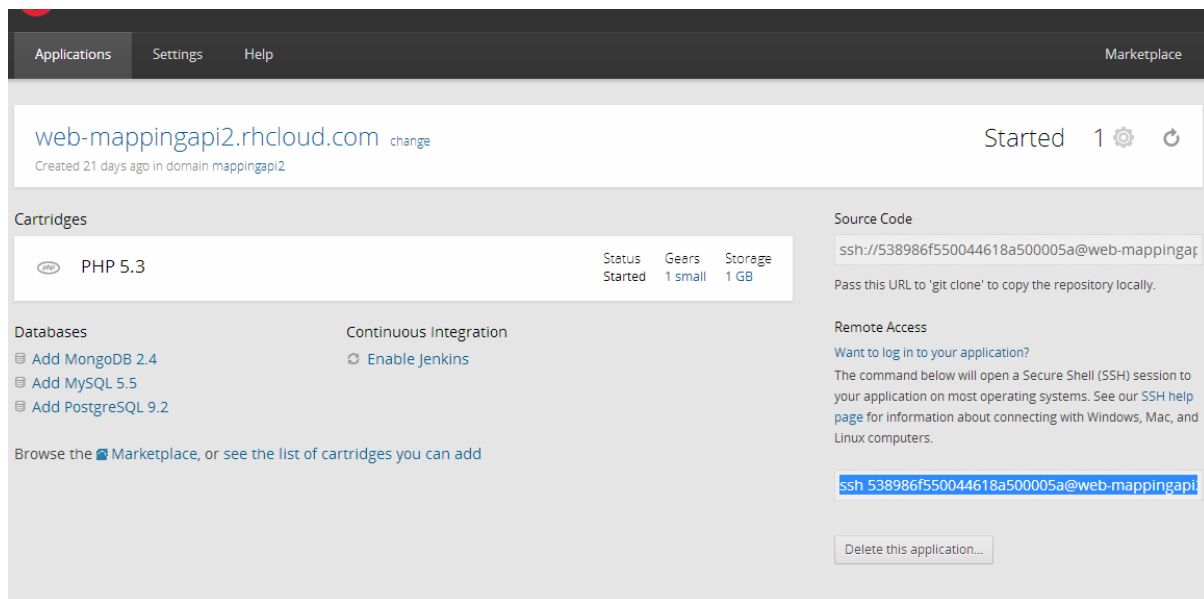 Applications Settings Help Marketplace
web-mappingapi2.rhcloud.com change
Started 1
Created 21 days ago in domain mappingapi2
Cartridges
php PHP 5.3
Status Gears Storage
Started 1 small 1 GB
Databases
Add MongoDB 2.4
Add MySQL 5.5
Add PostgreSQL 9.2
Continuous Integration
Enable Jenkins
Browse the Marketplace, or see the list of cartridges you can add
Source Code
ssh://538986f550044618a500005a@web-mappingap
Pass this URL to 'git clone' to copy the repository locally.
Remote Access
Want to log in to your application?
The command below will open a Secure Shell (SSH) session to
your application on most operating systems. See our SSH help
page for information about connecting with Windows, Mac, and
Linux computers.
ssh 538986f550044618a500005a@web-mappingapi
Delete this application...